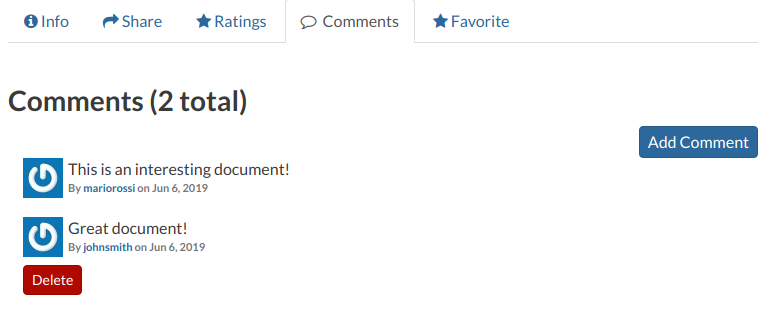 Info Share Ratings Comments Favorite
Comments (2 total)
Add Comment
This is an interesting document!
By mariorossi on Jun 6, 2019
Great document!
By johnsmith on Jun 6, 2019
Delete